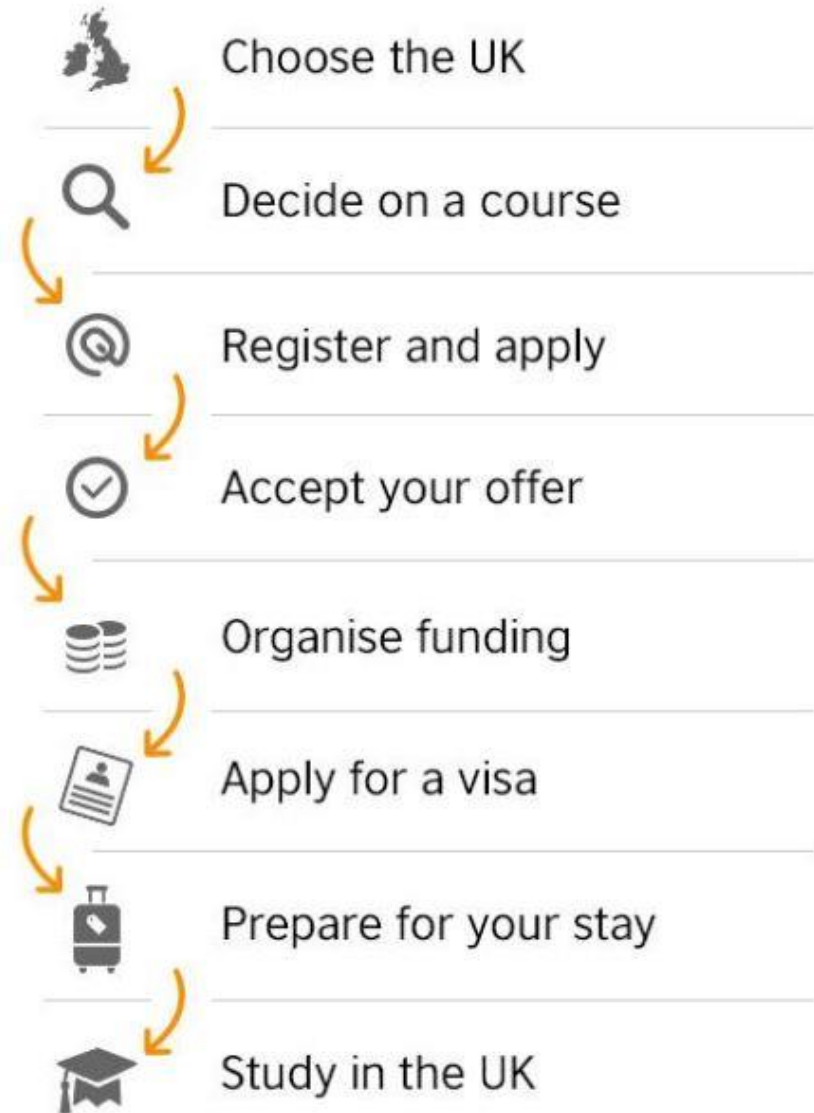 Choose the UK
Decide on a course
Register and apply
Accept your offer
Organise funding
Apply for a visa
Prepare for your stay
Study in the UK